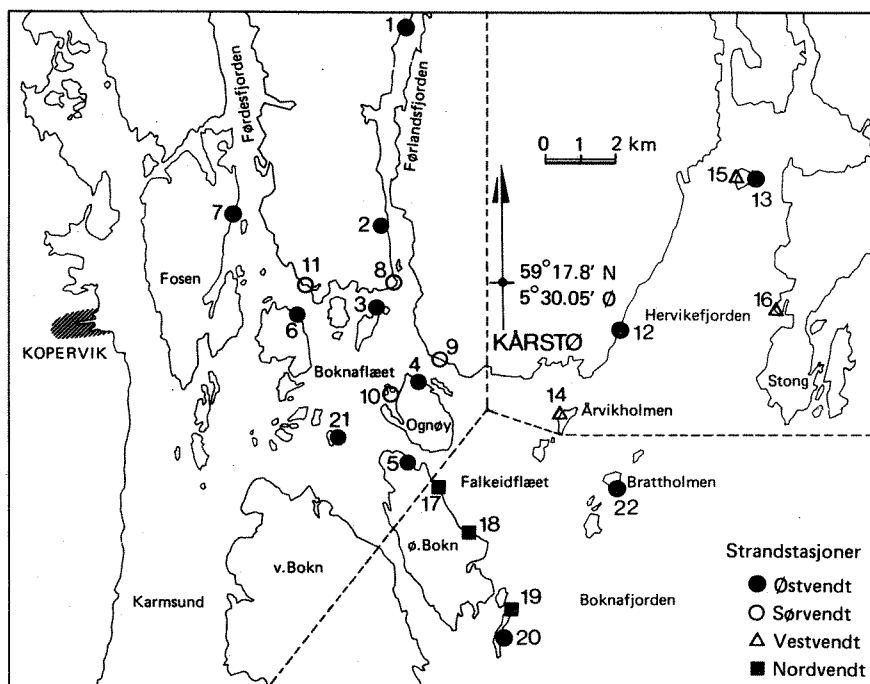 1
Førdesfjorden
Førlandsfjorden
0 1 2 km
15
13
7
2
59°17.8' N
5°30.05' Ø
Fosen
11
8
3
6
16
Hervikefjorden
12
KÅRSTØ
KOPERVIK
9
Boknaflæet
4
Stong
10
14
Årvikholmen
Ognøy
21
5
Falkeidflæet
Brattholmen
17
22
18
ø.Bokn
v.Bokn
Strandstasjoner
Østvendt
Karmsund
19
Boknafjorden
Sørvendt
20
Vestvendt
Nordvendt